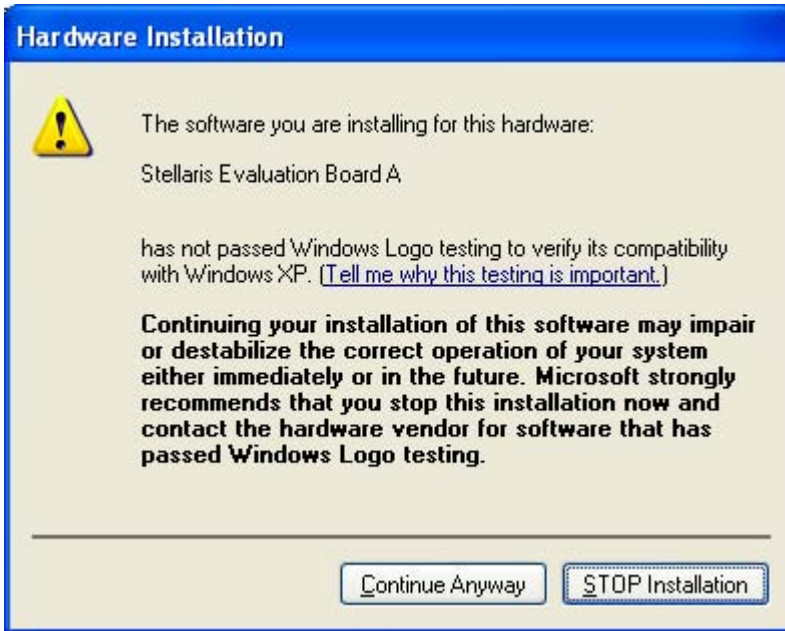 Hardware Installation
The software you are installing for this hardware:
Stellaris Evaluation Board A
has not passed Windows Logo testing to verify its compatibility
with Windows XP. (Tell me why this testing is important.)
Continuing your installation of this software may impair
or destabilize the correct operation of your system
either immediately or in the future. Microsoft strongly
recommends that you stop this installation now and
contact the hardware vendor for software that has
passed Windows Logo testing.
Continue Anyway STOP Installation